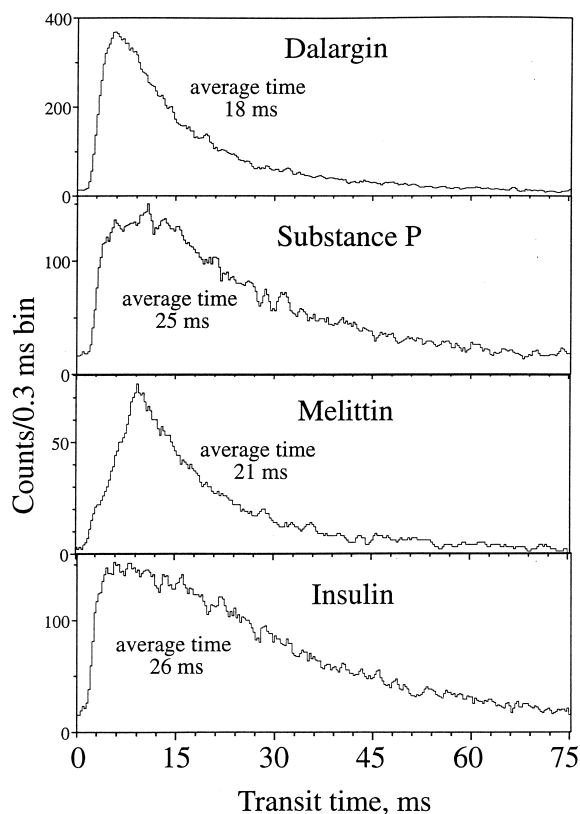 400
Dalargin
average time
18 ms
200
0
Substance P
100
average time
25 ms
0
Melittin
50
average time
21 ms
0
Insulin
100
average time
26 ms
0
Counts/0.3 ms bin
0 15 30 45 60 75
Transit time, ms